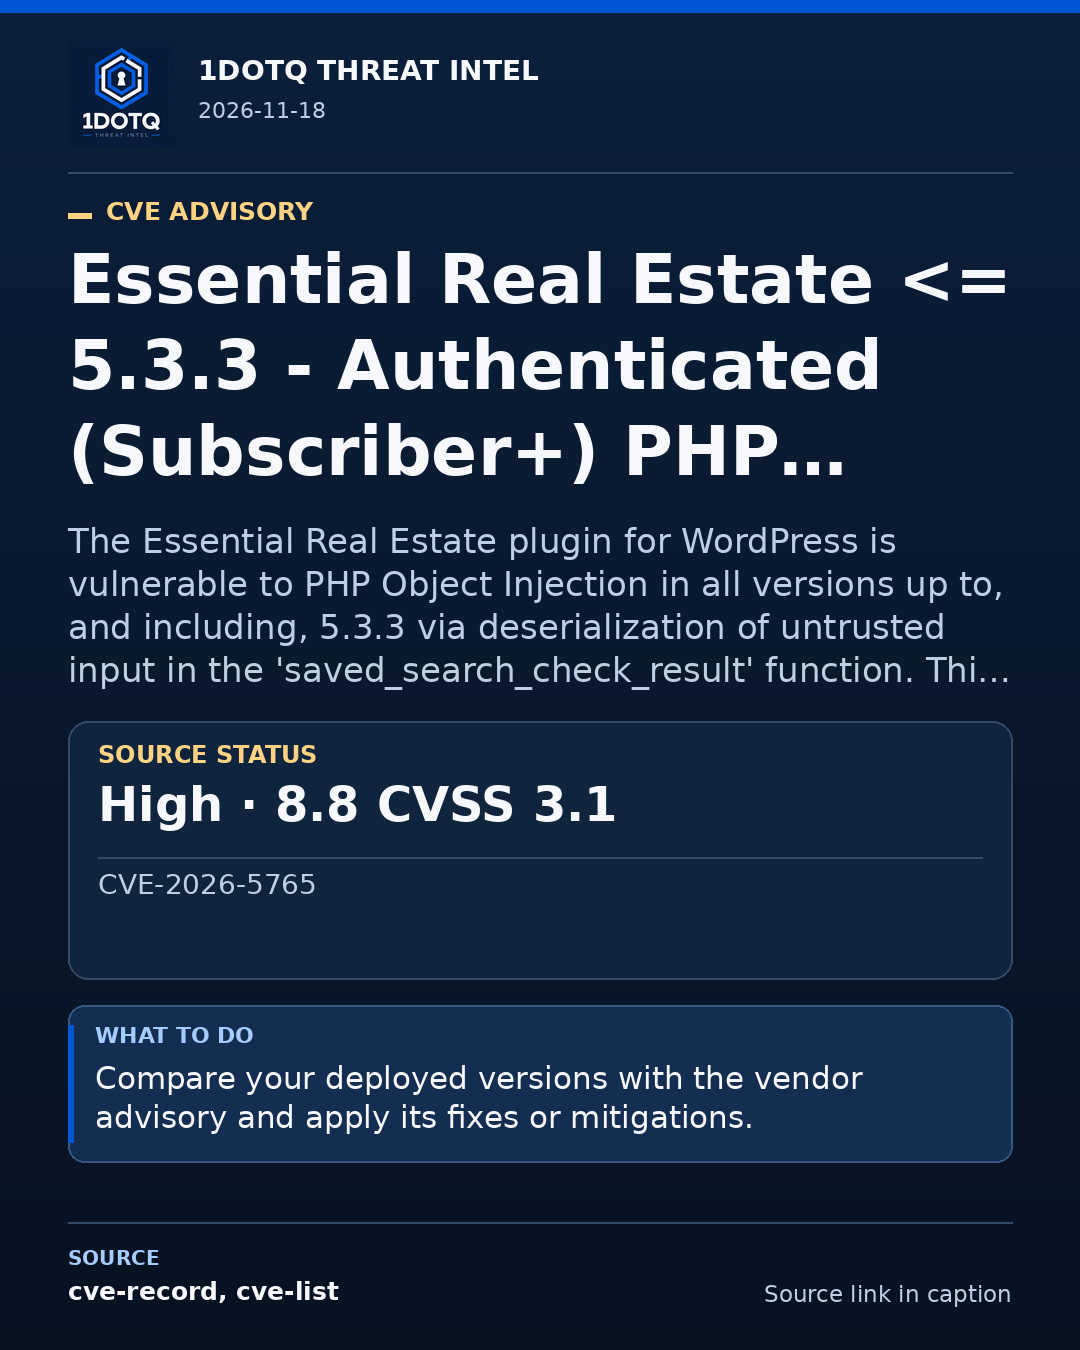 1DOTQ
THREAT INTEL
1DOTQ THREAT INTEL
2026-11-18
CVE ADVISORY
Essential Real Estate <=
5.3.3 - Authenticated
(Subscriber+) PHP…
The Essential Real Estate plugin for WordPress is
vulnerable to PHP Object Injection in all versions up to,
and including, 5.3.3 via deserialization of untrusted
input in the 'saved_search_check_result' function. Thi…
SOURCE STATUS
High · 8.8 CVSS 3.1
CVE-2026-5765
WHAT TO DO
Compare your deployed versions with the vendor
advisory and apply its fixes or mitigations.
SOURCE
cve-record, cve-list
Source link in caption